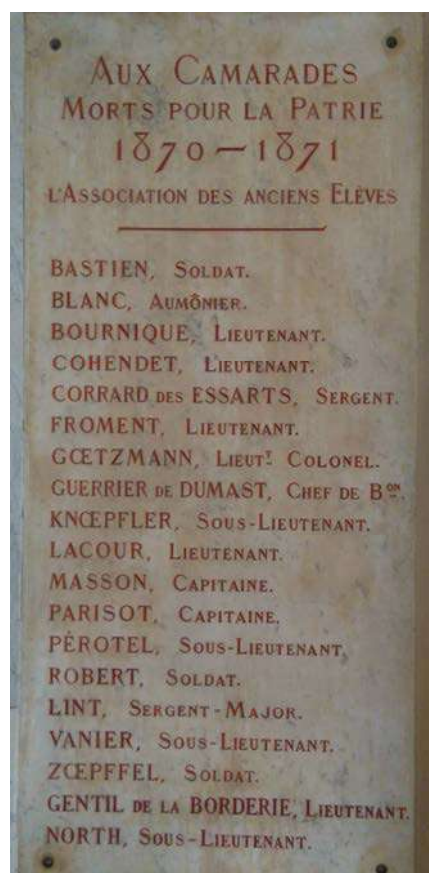 AUX CAMARADES
MORTS POUR LA PATRIE
1870 — 1871
L'ASSOCIATION DES ANCIENS ELÈVES
BASTIEN, SOLDAT.
BLANC, AUMÔNIER.
BOURNIQUE, LIEUTENANT.
COHENDET, LIEUTENANT.
CORRARD DES ESSARTS, SERGENT.
FROMENT, LIEUTENANT.
GŒTZMANN, LIEUT^T COLONEL.
GUERRIER DE DUMAST, CHEF DE B^ON.
KNŒPFLER, SOUS-LIEUTENANT.
LACOUR, LIEUTENANT.
MASSON, CAPITAINE.
PARISOT, CAPITAINE.
PÉROTEL, SOUS-LIEUTENANT.
ROBERT, SOLDAT.
LINT, SERGENT-MAJOR.
VANIER, SOUS-LIEUTENANT.
ZŒPFFEL, SOLDAT.
GENTIL DE LA BORDERIE, LIEUTENANT.
NORTH, SOUS-LIEUTENANT.